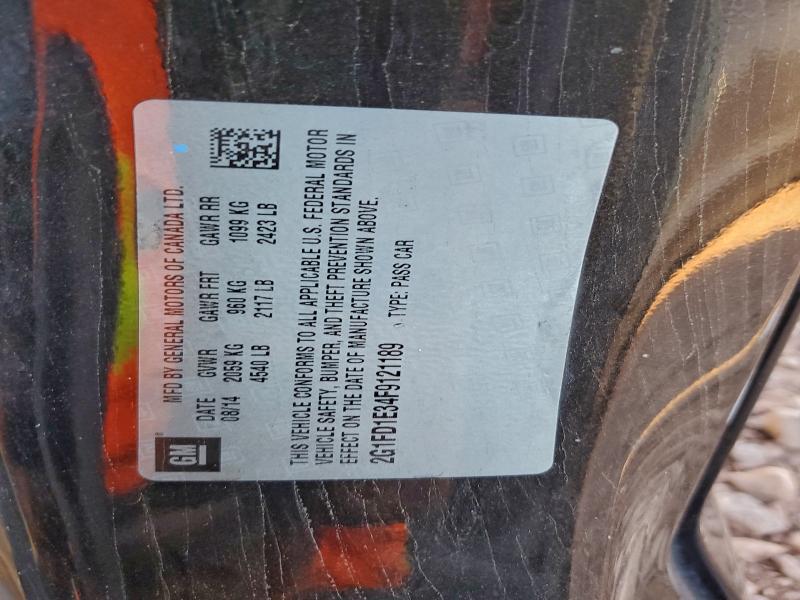 GM
MFD BY GENERAL MOTORS OF CANADA LTD.
DATE GVWR GAWR FRT GAWR RR
08/14 2059 KG 960 KG 1099 KG
4540 LB 2117 LB 2423 LB
THIS VEHICLE CONFORMS TO ALL APPLICABLE U.S. FEDERAL MOTOR
VEHICLE SAFETY, BUMPER, AND THEFT PREVENTION STANDARDS IN
EFFECT ON THE DATE OF MANUFACTURE SHOWN ABOVE.
2G1FD1E34F9121189 TYPE: PASS CAR